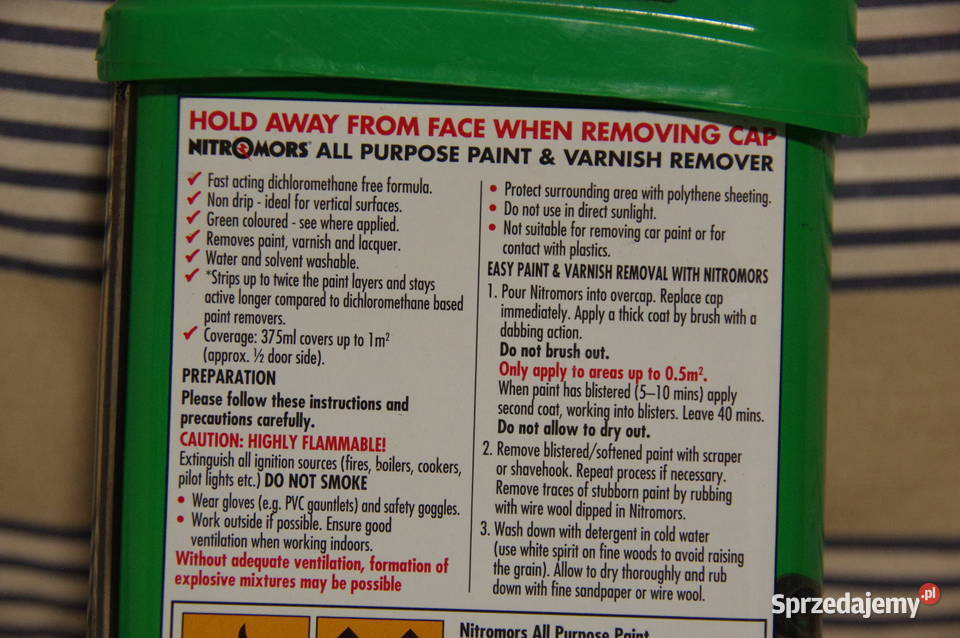 HOLD AWAY FROM FACE WHEN REMOVING CAP
NITROMORS ALL PURPOSE PAINT & VARNISH REMOVER
✓ Fast acting dichloromethane free formula.
✓ Non drip - ideal for vertical surfaces.
✓ Green coloured - see where applied.
✓ Removes paint, varnish and lacquer.
✓ Water and solvent washable.
✓ *Strips up to twice the paint layers and stays
active longer compared to dichloromethane based
paint removers.
✓ Coverage: 375ml covers up to 1m²
(approx. ½ door side).
PREPARATION
Please follow these instructions and
precautions carefully.
CAUTION: HIGHLY FLAMMABLE!
Extinguish all ignition sources (fires, boilers, cookers,
pilot lights etc.) DO NOT SMOKE
• Wear gloves (e.g. PVC gauntlets) and safety goggles.
• Work outside if possible. Ensure good
ventilation when working indoors.
Without adequate ventilation, formation of
explosive mixtures may be possible
• Protect surrounding area with polythene sheeting.
• Do not use in direct sunlight.
• Not suitable for removing car paint or for
contact with plastics.
EASY PAINT & VARNISH REMOVAL WITH NITROMORS
1. Pour Nitromors into overcap. Replace cap
immediately. Apply a thick coat by brush with a
dabbing action.
Do not brush out.
Only apply to areas up to 0.5m².
When paint has blistered (5–10 mins) apply
second coat, working into blisters. Leave 40 mins.
Do not allow to dry out.
2. Remove blistered/softened paint with scraper
or shavehook. Repeat process if necessary.
Remove traces of stubborn paint by rubbing
with wire wool dipped in Nitromors.
3. Wash down with detergent in cold water
(use white spirit on fine woods to avoid raising
the grain). Allow to dry thoroughly and rub
down with fine sandpaper or wire wool.
Nitromors All Purpose Paint
Sprzedajemy.pl